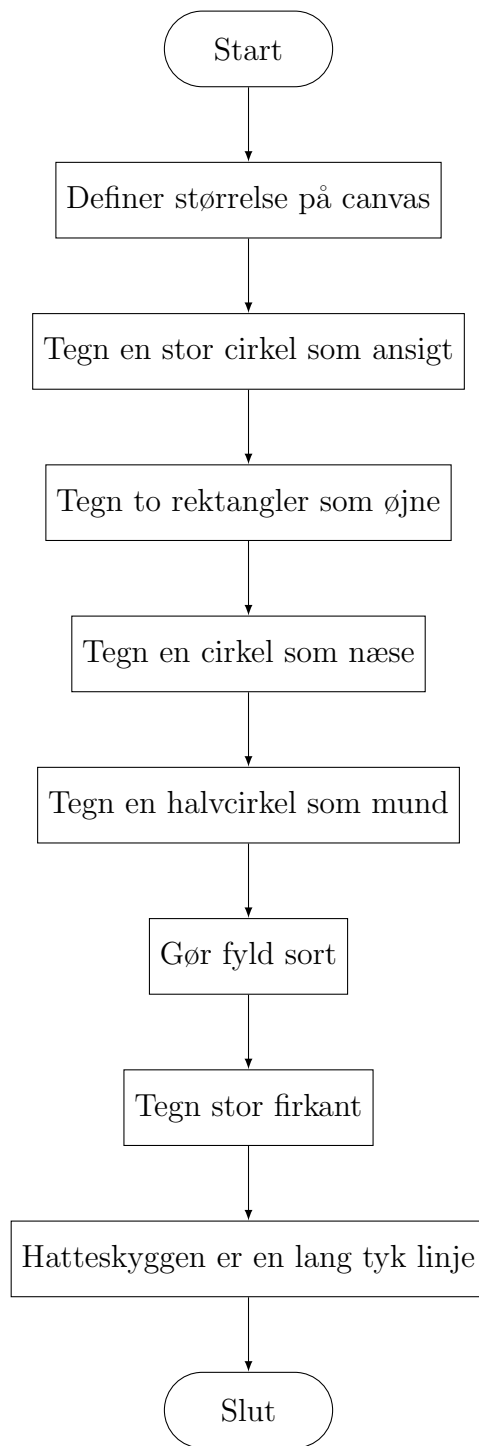 Start
Definer størrelse på canvas
Tegn en stor cirkel som ansigt
Tegn to rektangler som øjne
Tegn en cirkel som næse
Tegn en halvcirkel som mund
Gør fyld sort
Tegn stor firkant
Hatteskyggen er en lang tyk linje
Slut